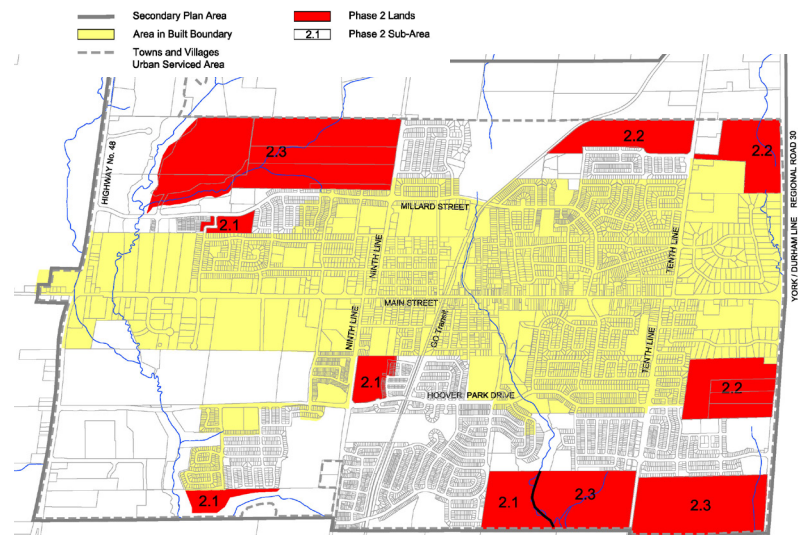 Secondary Plan Area
Phase 2 Lands
Area in Built Boundary
2.1
Phase 2 Sub-Area
Towns and Villages
Urban Serviced Area
HIGHWAY No. 48
2.3
2.2
2.2
YORK / DURHAM LINE REGIONAL ROAD 30
MILLARD STREET
2.1
NINTH LINE
TENTH LINE
MAIN STREET
NINTH LINE
GO Transit
TENTH LINE
2.1
2.2
HOOVER PARK DRIVE
2.1
2.1
2.3
2.3